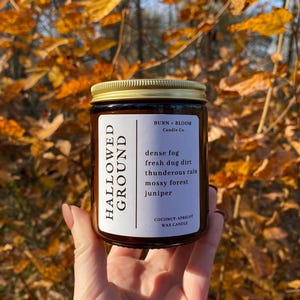 HALLOWED
GROUND
BURN + BLOOM
Candle Co.
dense fog
fresh dug dirt
thunderous rain
mossy forest
juniper
COCONUT-APRICOT
WAX CANDLE